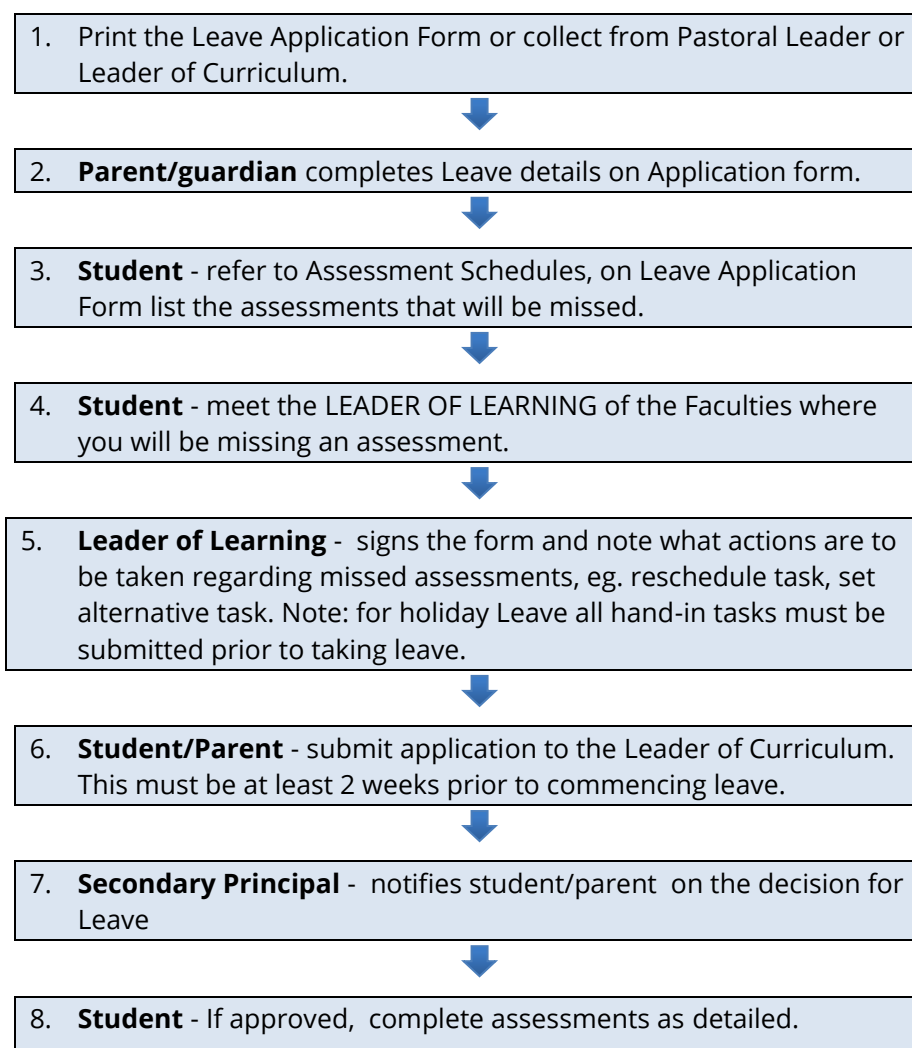 1. Print the Leave Application Form or collect from Pastoral Leader or
Leader of Curriculum.
2. Parent/guardian completes Leave details on Application form.
3. Student - refer to Assessment Schedules, on Leave Application
Form list the assessments that will be missed.
4. Student - meet the LEADER OF LEARNING of the Faculties where
you will be missing an assessment.
5. Leader of Learning - signs the form and note what actions are to
be taken regarding missed assessments, eg. reschedule task, set
alternative task. Note: for holiday Leave all hand-in tasks must be
submitted prior to taking leave.
6. Student/Parent - submit application to the Leader of Curriculum.
This must be at least 2 weeks prior to commencing leave.
7. Secondary Principal - notifies student/parent on the decision for
Leave
8. Student - If approved, complete assessments as detailed.